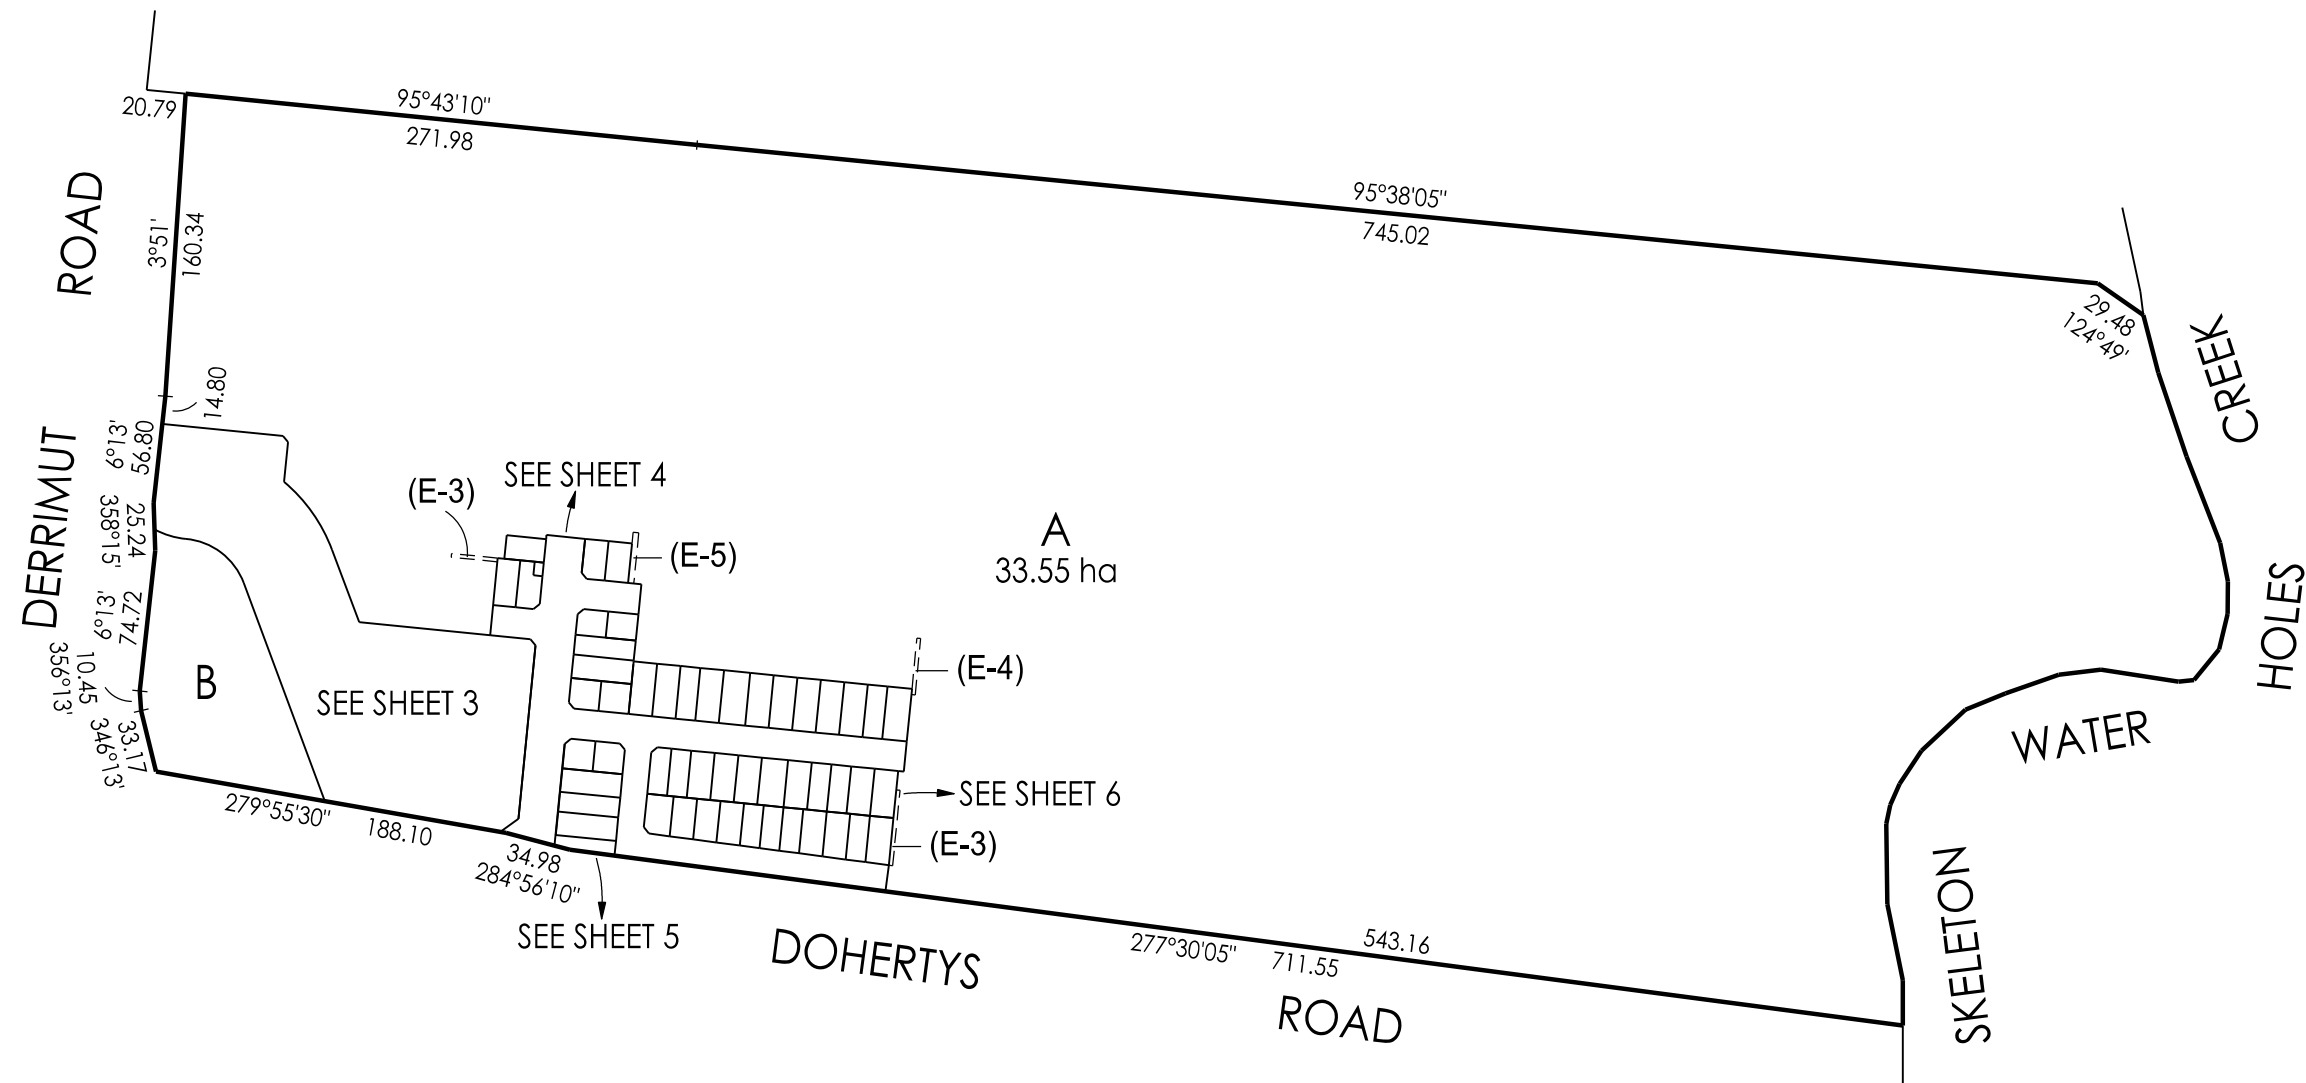 20.79
95°43'10"
271.98
95°38'05"
745.02
29.48
124°49'
ROAD
3°51'
160.34
14.80
CREEK
DERRIMUT
6°13'
56.80
358°15'
25.24
6°13'
74.72
356°13'
10.45
346°13'
33.17
(E-3)
SEE SHEET 4
(E-5)
A
33.55 ha
(E-4)
HOLES
B
SEE SHEET 3
WATER
SEE SHEET 6
(E-3)
279°55'30"
188.10
34.98
284°56'10"
SEE SHEET 5
DOHERTYS
277°30'05"
711.55
543.16
ROAD
SKELETON